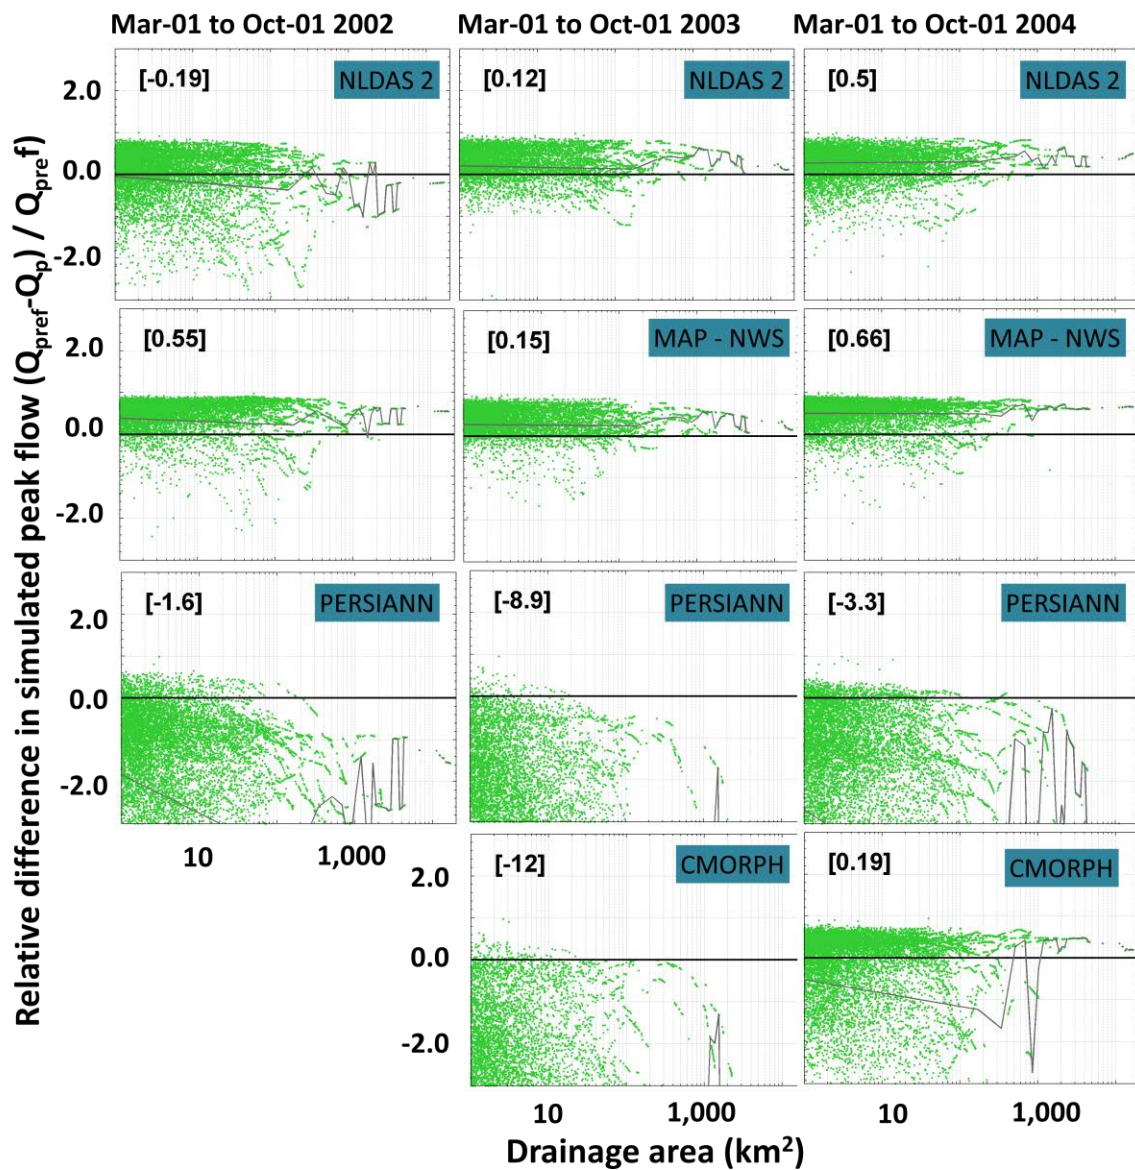 Mar-01 to Oct-01 2002 Mar-01 to Oct-01 2003 Mar-01 to Oct-01 2004
Relative difference in simulated peak flow (Qpref-Qp) / Qpref)
2.0
0.0
-2.0
[-0.19] NLDAS 2
[0.12] NLDAS 2
[0.5] NLDAS 2
2.0
0.0
-2.0
[0.55]
[0.15] MAP - NWS
[0.66] MAP - NWS
2.0
0.0
-2.0
[-1.6] PERSIANN
[-8.9] PERSIANN
[-3.3] PERSIANN
10 1,000
2.0
0.0
-2.0
[-12] CMORPH
[0.19] CMORPH
10 1,000 10 1,000
Drainage area (km²)